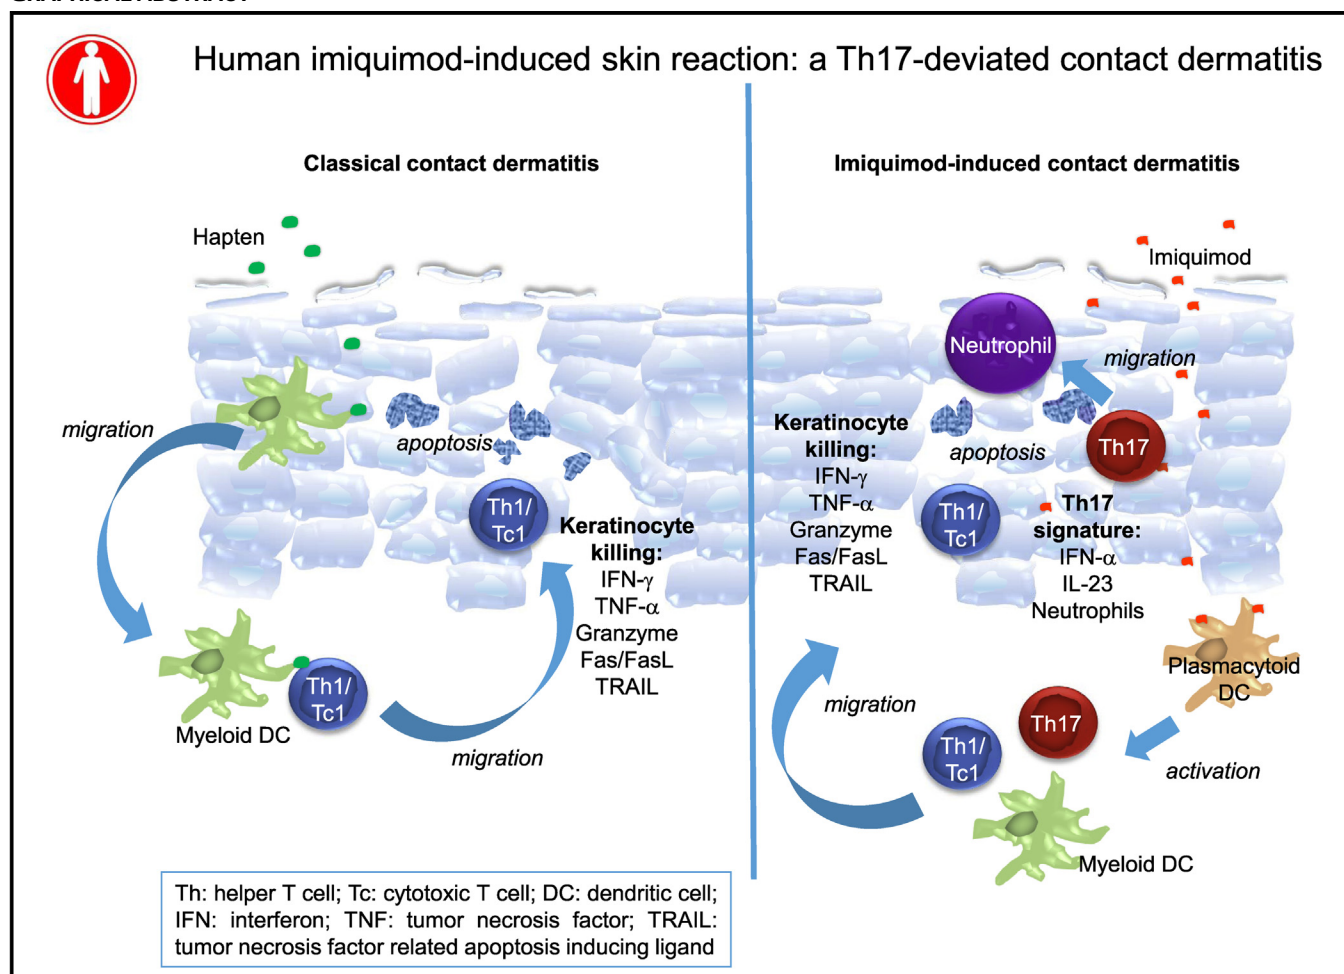 GRAPHICAL ABSTRACT
Human imiquimod-induced skin reaction: a Th17-deviated contact dermatitis
Classical contact dermatitis
Hapten
migration
apoptosis
Th1/
Tc1
Keratinocyte
killing:
IFN-γ
TNF-α
Granzyme
Fas/FasL
TRAIL
Th1/
Tc1
Myeloid DC
migration
Imiquimod-induced contact dermatitis
Imiquimod
Neutrophil
migration
Keratinocyte
killing:
IFN-γ
TNF-α
Granzyme
Fas/FasL
TRAIL
apoptosis
Th17
Th1/
Tc1
Th17
signature:
IFN-α
IL-23
Neutrophils
Plasmacytoid
DC
migration
Th17
Th1/
Tc1
activation
Myeloid DC
Th: helper T cell; Tc: cytotoxic T cell; DC: dendritic cell;
IFN: interferon; TNF: tumor necrosis factor; TRAIL:
tumor necrosis factor related apoptosis inducing ligand